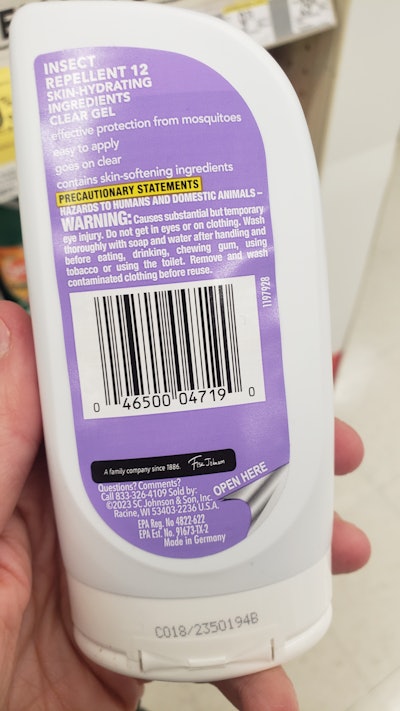 INSECT
REPELLENT 12
SKIN-HYDRATING
INGREDIENTS
CLEAR GEL
effective protection from mosquitoes
easy to apply
goes on clear
contains skin-softening ingredients
PRECAUTIONARY STATEMENTS
HAZARDS TO HUMANS AND DOMESTIC ANIMALS –
WARNING: Causes substantial but temporary
eye injury. Do not get in eyes or on clothing. Wash
thoroughly with soap and water after handling and
before eating, drinking, chewing gum, using
tobacco or using the toilet. Remove and wash
contaminated clothing before reuse.
1197928
0 46500 04719 0
A family company since 1886. Fisk Johnson
Questions? Comments?
Call 833-326-4109 Sold by:
©2023 SC Johnson & Son, Inc.
Racine, WI 53403-2236 U.S.A.
EPA Reg. No 4822-622
EPA Est. No. 91673-TX-2
Made in Germany
OPEN HERE
C018/2350194B